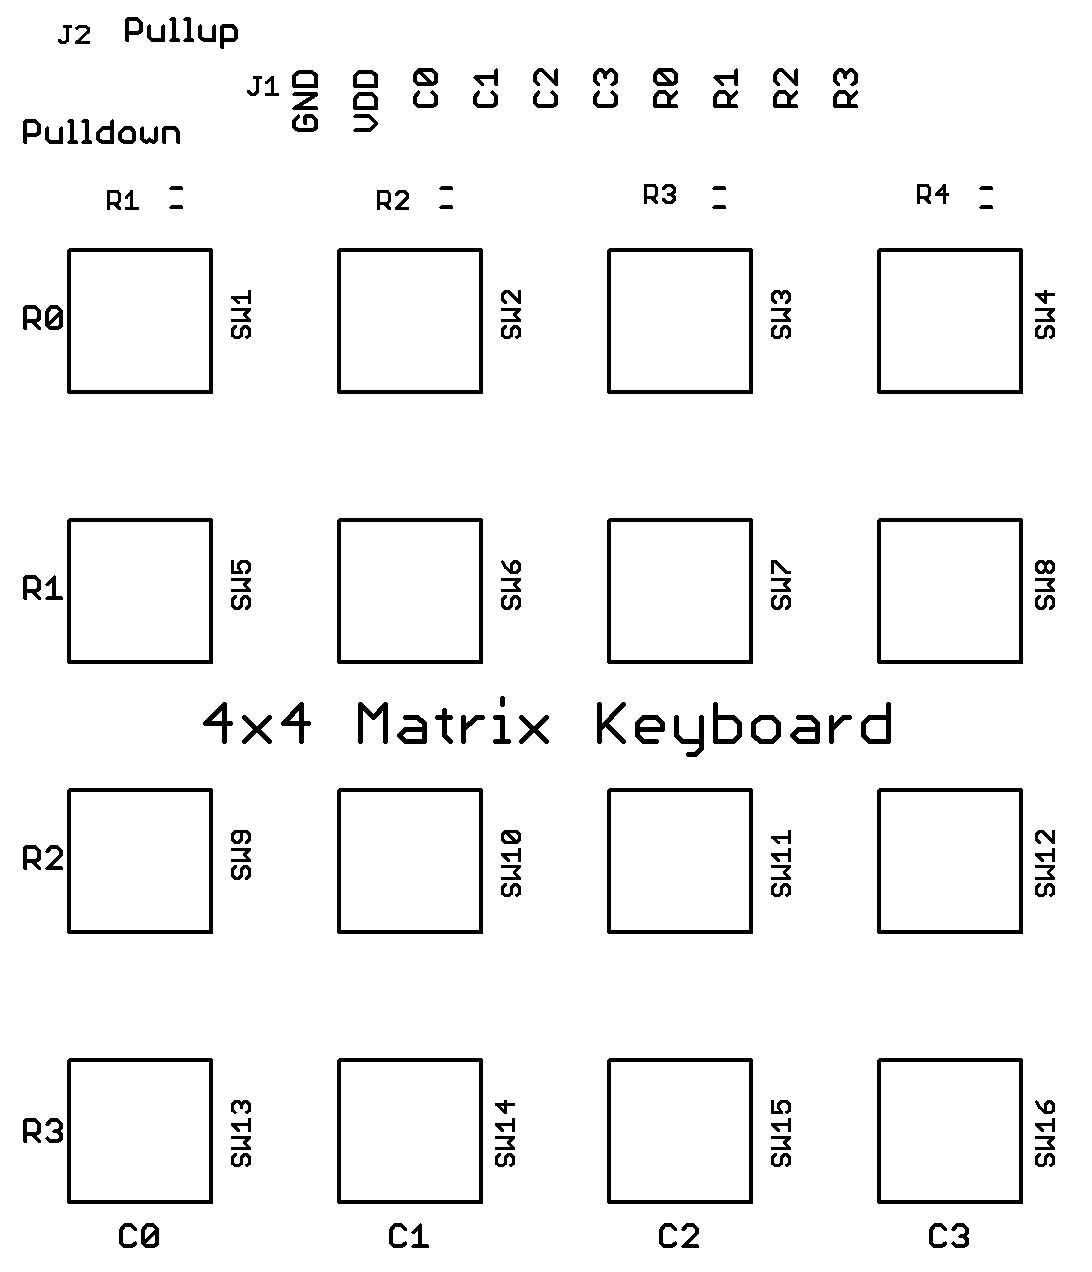 J2 Pullup
J1 GND VDD C0 C1 C2 C3 R0 R1 R2 R3
Pulldown
R1 R2 R3 R4
R0 SW1 SW2 SW3 SW4
R1 SW5 SW6 SW7 SW8
4x4 Matrix Keyboard
R2 SW9 SW10 SW11 SW12
R3 SW13 SW14 SW15 SW16
C0 C1 C2 C3